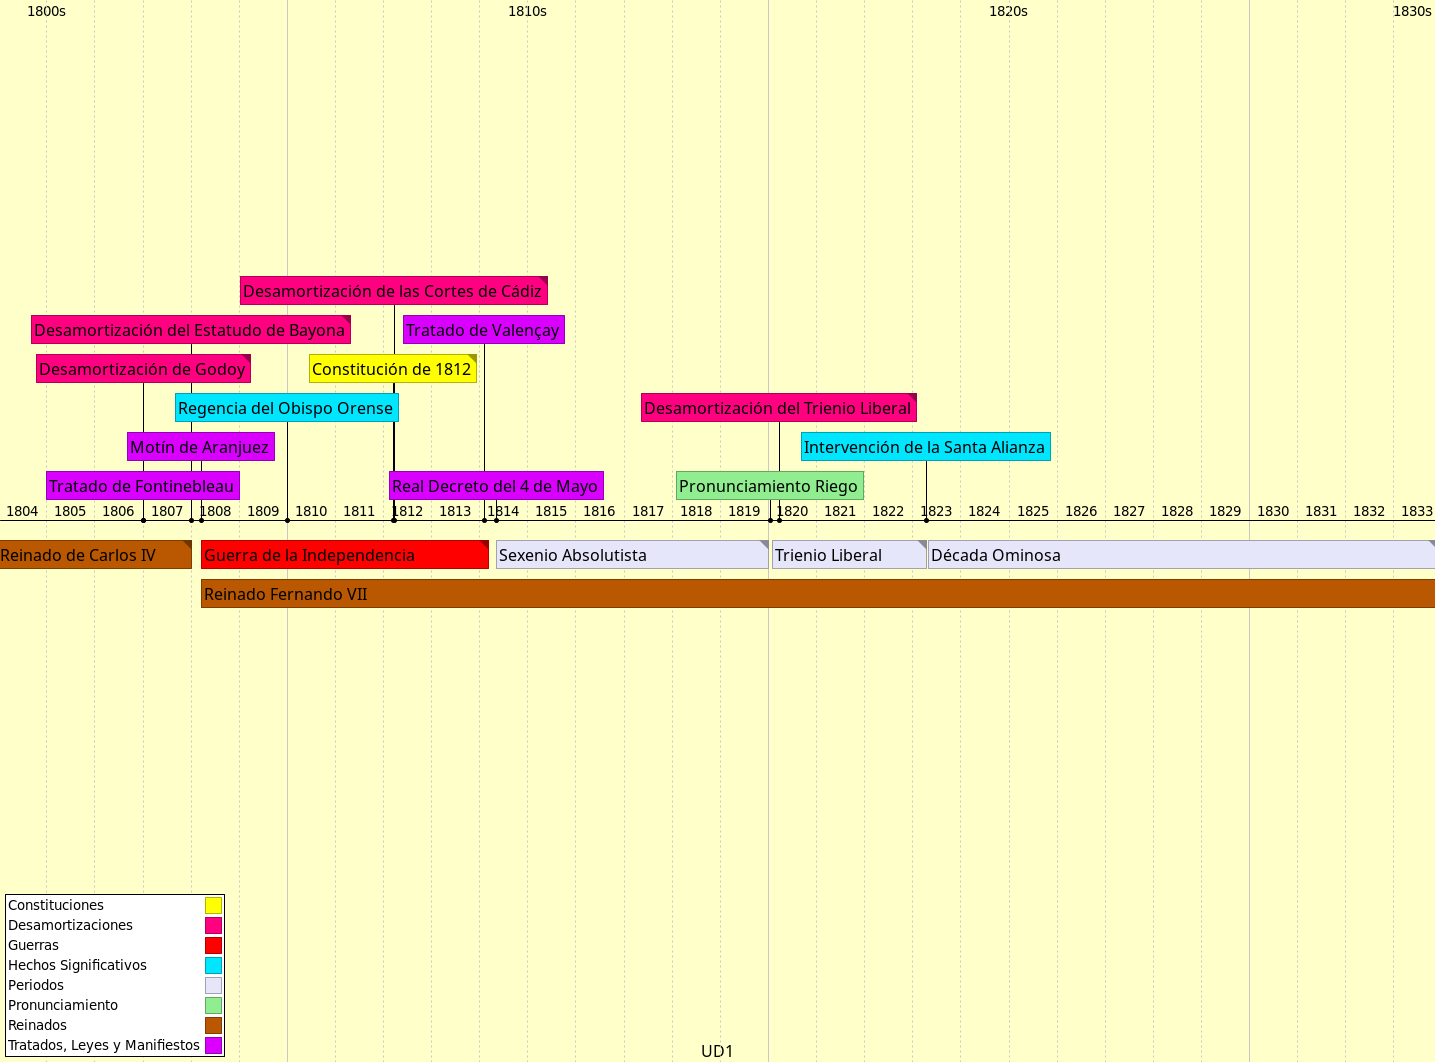 1800s 1810s 1820s 1830s
Desamortización de las Cortes de Cádiz
Desamortización del Estatudo de Bayona Tratado de Valençay
Desamortización de Godoy Constitución de 1812
Regencia del Obispo Orense Desamortización del Trienio Liberal
Motín de Aranjuez Intervención de la Santa Alianza
Tratado de Fontinebleau Real Decreto del 4 de Mayo Pronunciamiento Riego
1804 1805 1806 1807 1808 1809 1810 1811 1812 1813 1814 1815 1816 1817 1818 1819 1820 1821 1822 1823 1824 1825 1826 1827 1828 1829 1830 1831 1832 1833
Reinado de Carlos IV Guerra de la Independencia Sexenio Absolutista Trienio Liberal Década Ominosa
Reinado Fernando VII
Constituciones
Desamortizaciones
Guerras
Hechos Significativos
Periodos
Pronunciamiento
Reinados
Tratados, Leyes y Manifiestos
UD1